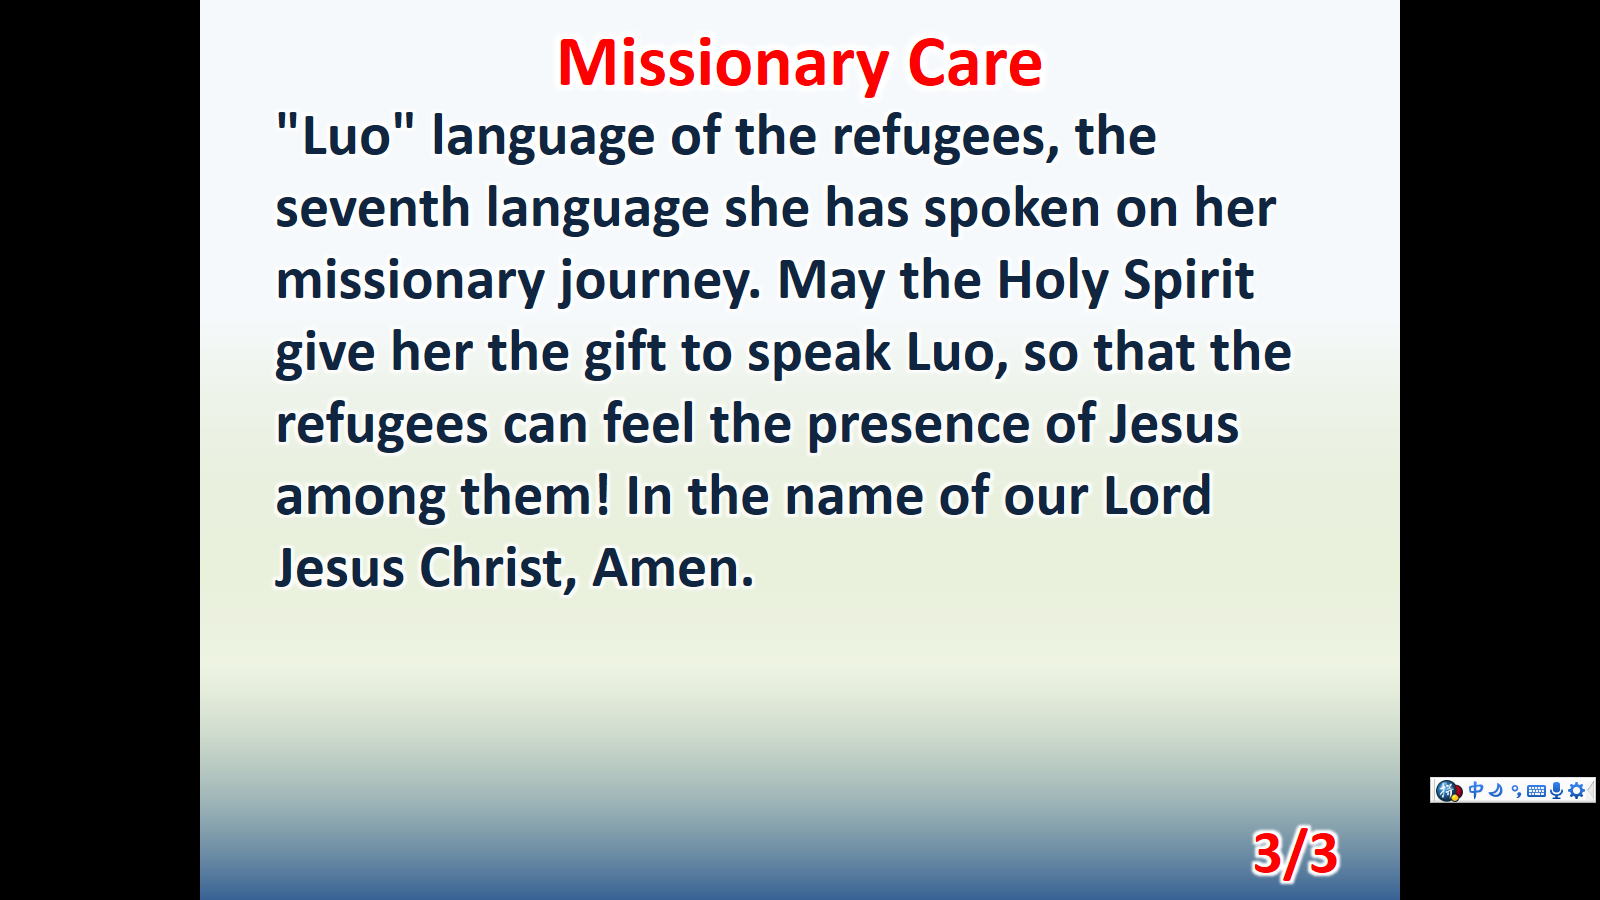 Missionary Care
"Luo" language of the refugees, the
seventh language she has spoken on her
missionary journey. May the Holy Spirit
give her the gift to speak Luo, so that the
refugees can feel the presence of Jesus
among them! In the name of our Lord
Jesus Christ, Amen.
拼 中
3/3